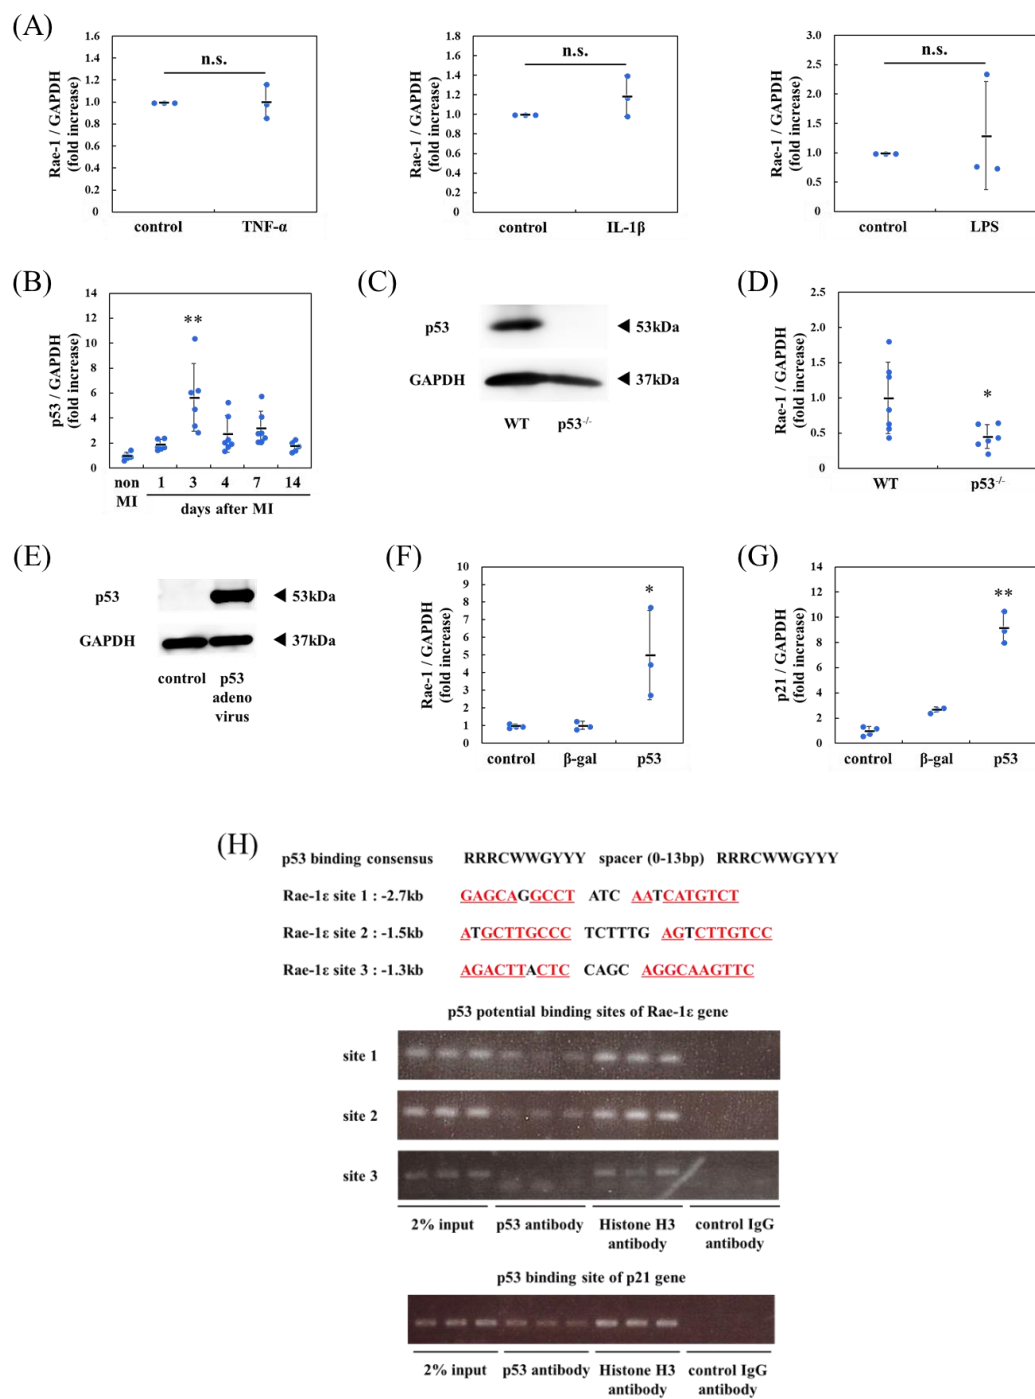 (A)
Rae-1 / GAPDH
(fold increase)
1.6
1.4
1.2
1.0
0.8
0.6
0.4
0.2
0
n.s.
control
TNF-α
Rae-1 / GAPDH
(fold increase)
1.8
1.6
1.4
1.2
1.0
0.8
0.6
0.4
0.2
0
n.s.
control
IL-1β
Rae-1 / GAPDH
(fold increase)
3.0
2.5
2.0
1.5
1.0
0.5
0
n.s.
control
LPS
(B)
p53 / GAPDH
(fold increase)
14
12
10
8
6
4
2
0
**
non
MI
1
3
4
7
14
days after MI
(C)
p53
◀ 53kDa
GAPDH
◀ 37kDa
WT
p53-/-
(D)
Rae-1 / GAPDH
(fold increase)
2.5
2.0
1.5
1.0
0.5
0
*
WT
p53-/-
(E)
p53
◀ 53kDa
GAPDH
◀ 37kDa
control
p53
adeno
virus
(F)
Rae-1 / GAPDH
(fold increase)
10
9
8
7
6
5
4
3
2
1
0
*
control
β-gal
p53
(G)
p21 / GAPDH
(fold increase)
14
12
10
8
6
4
2
0
**
control
β-gal
p53
(H)
p53 binding consensus RRRCWWGYYY spacer (0-13bp) RRRCWWGYYY
Rae-1ε site 1 : -2.7kb GAGCAGGCCT ATC AATCATGTCT
Rae-1ε site 2 : -1.5kb ATGCTTGCCC TCTTTG AGTCTTGTCC
Rae-1ε site 3 : -1.3kb AGACTTACTC CAGC AGGCAAGTTC
p53 potential binding sites of Rae-1ε gene
site 1
site 2
site 3
2% input
p53 antibody
Histone H3
antibody
control IgG
antibody
p53 binding site of p21 gene
2% input
p53 antibody
Histone H3
antibody
control IgG
antibody